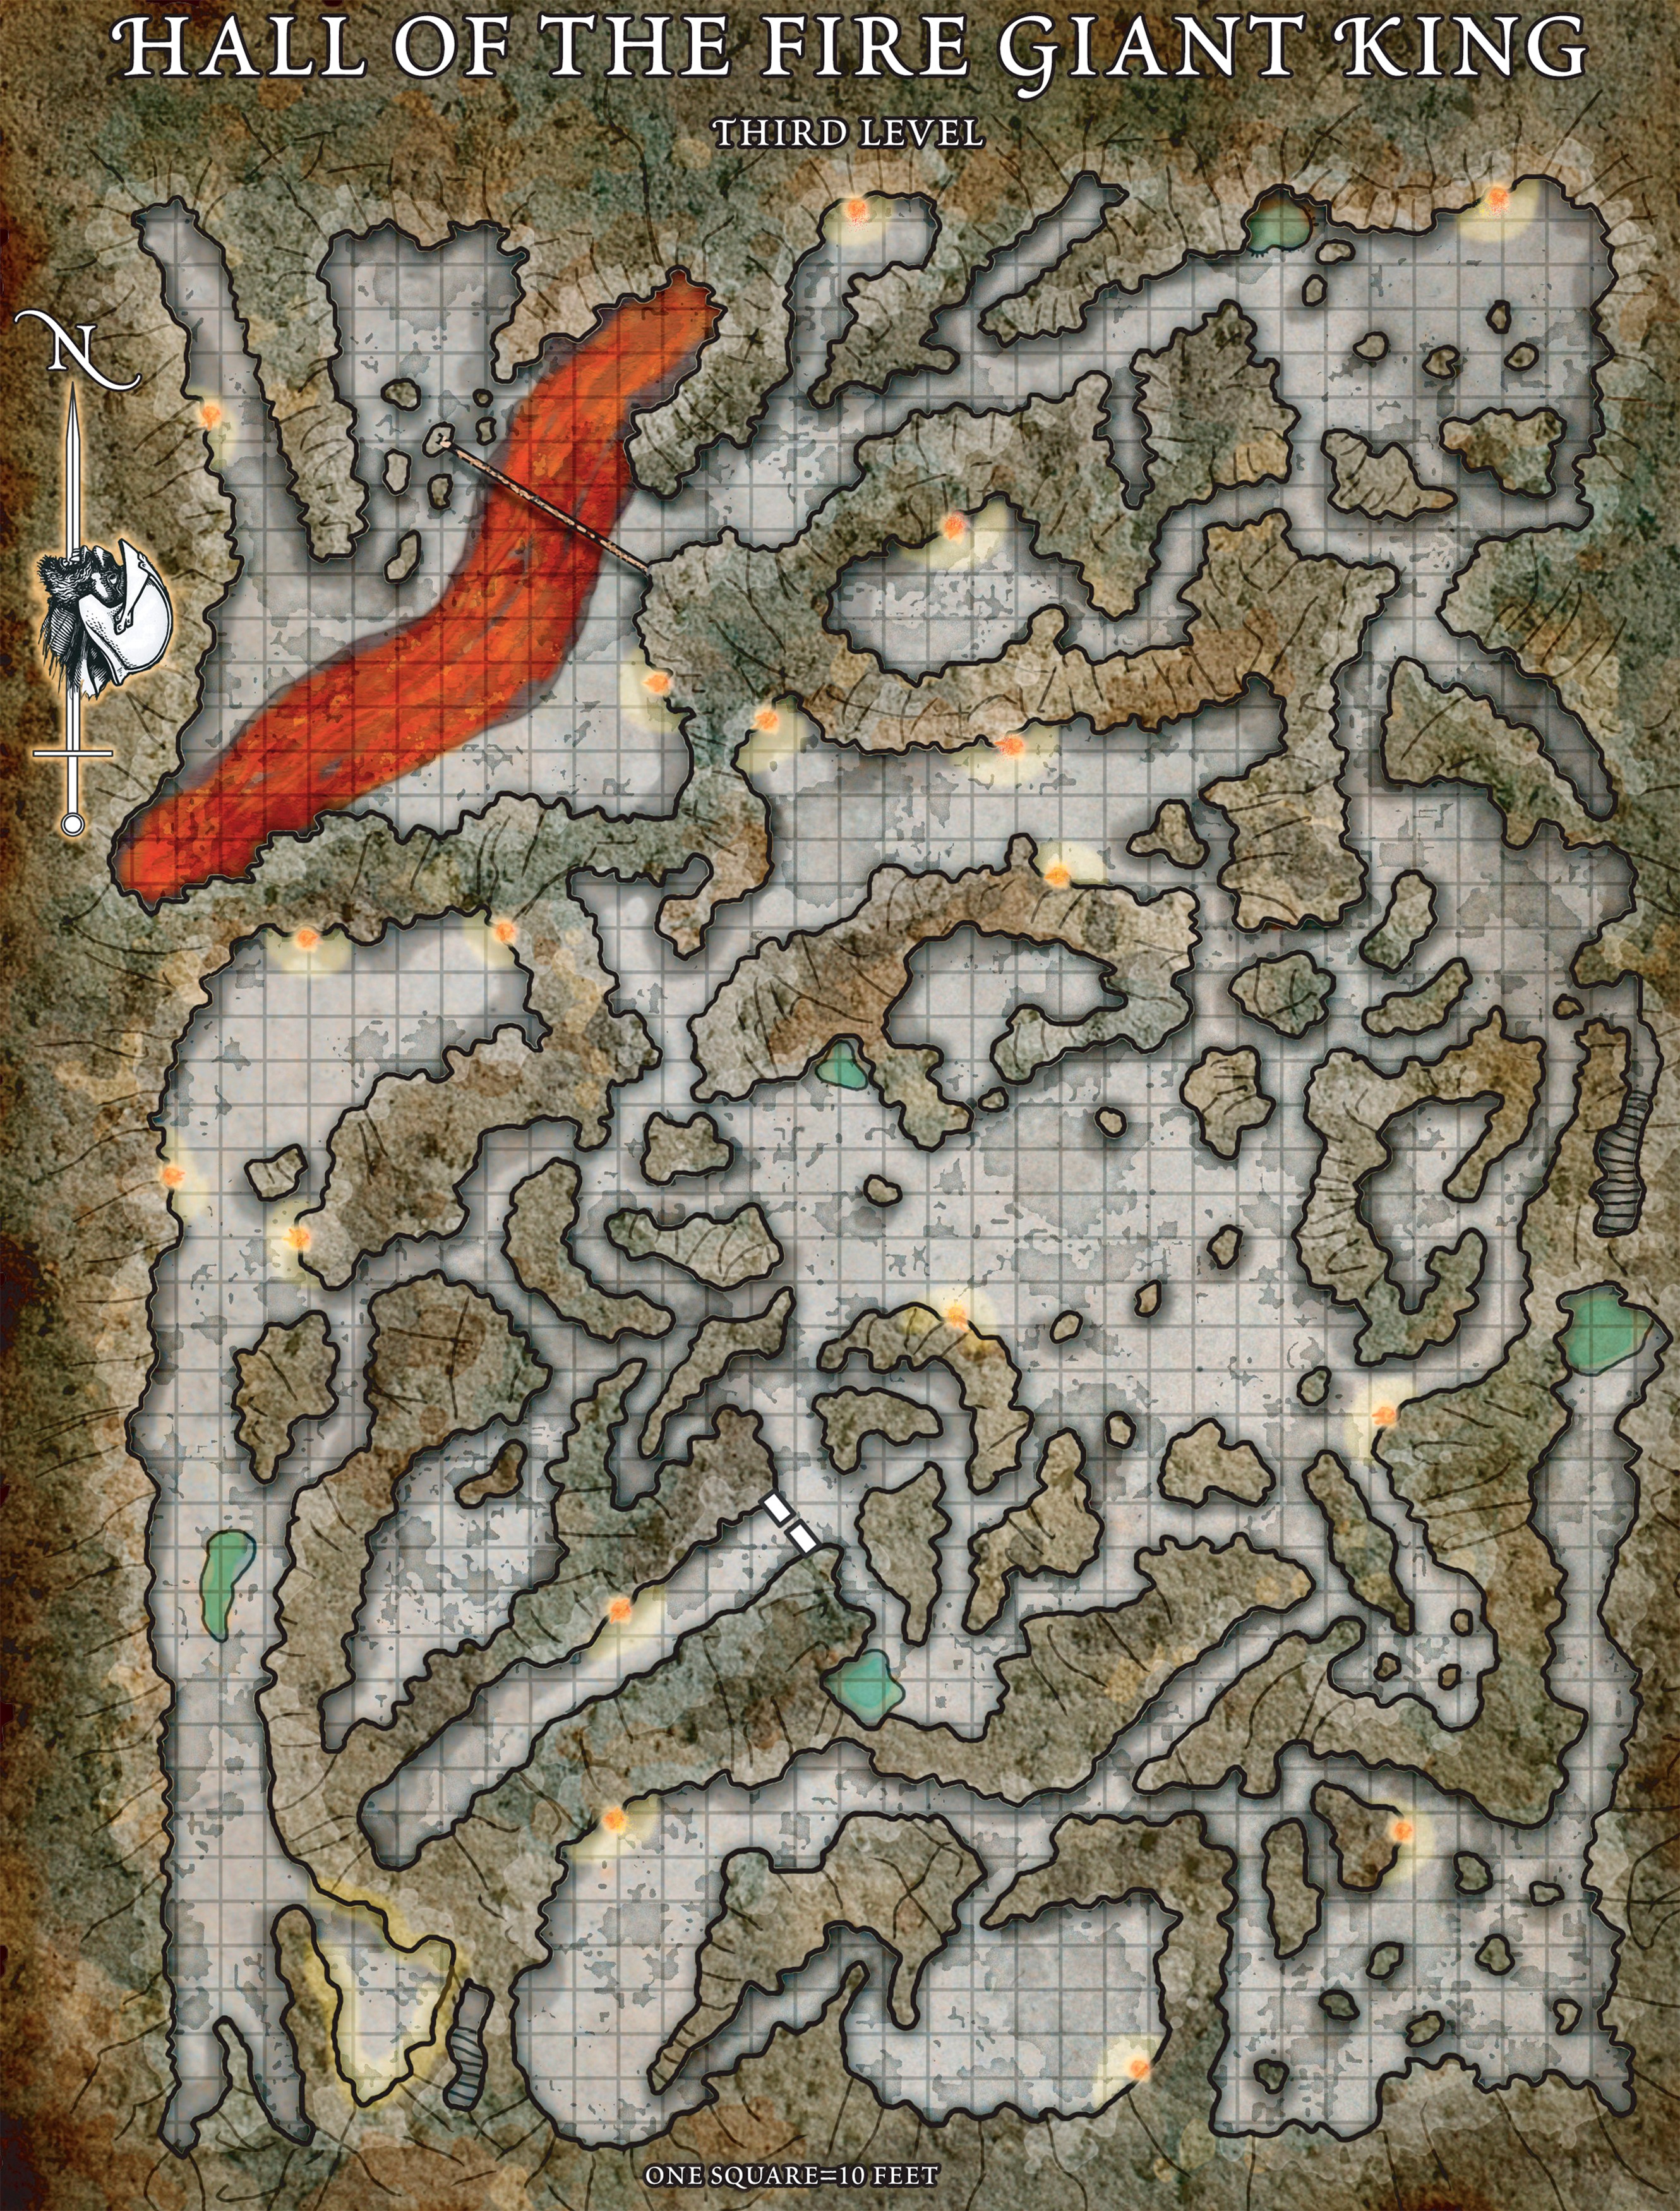 HALL OF THE FIRE GIANT KING
THIRD LEVEL
N
ONE SQUARE=10 FEET